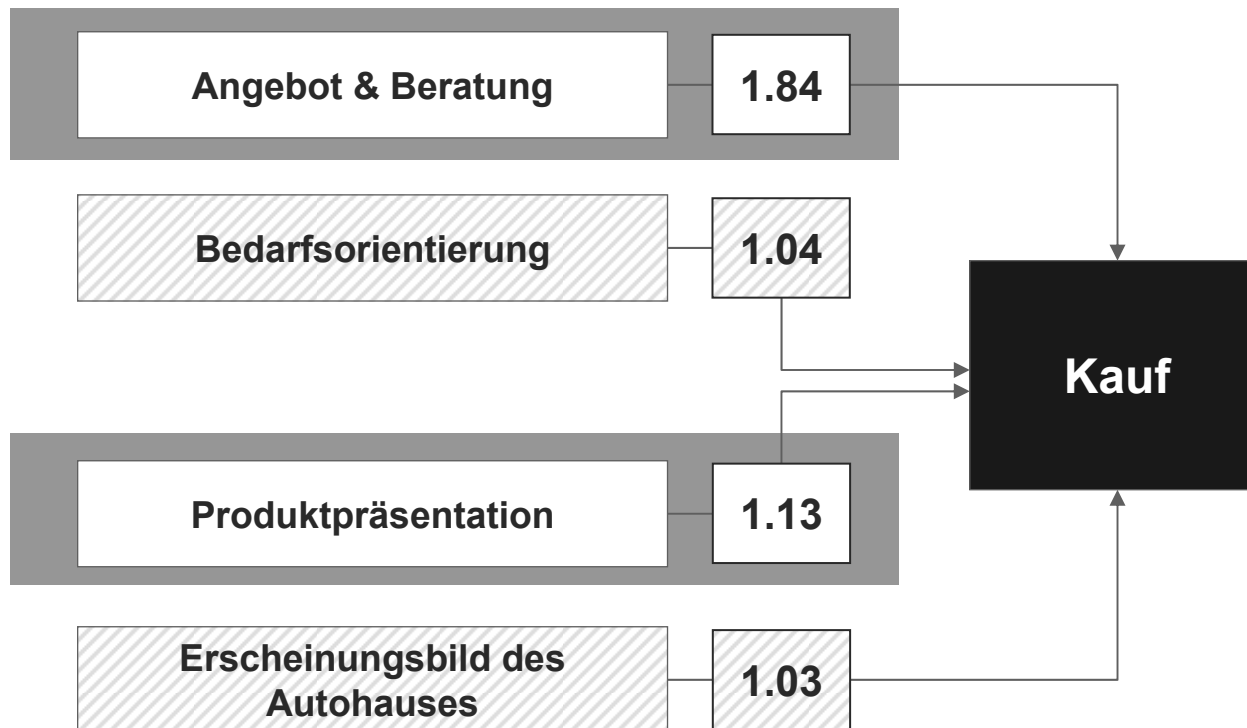 Angebot & Beratung
1.84
Bedarfsorientierung
1.04
Kauf
Produktpräsentation
1.13
Erscheinungsbild des
Autohauses
1.03